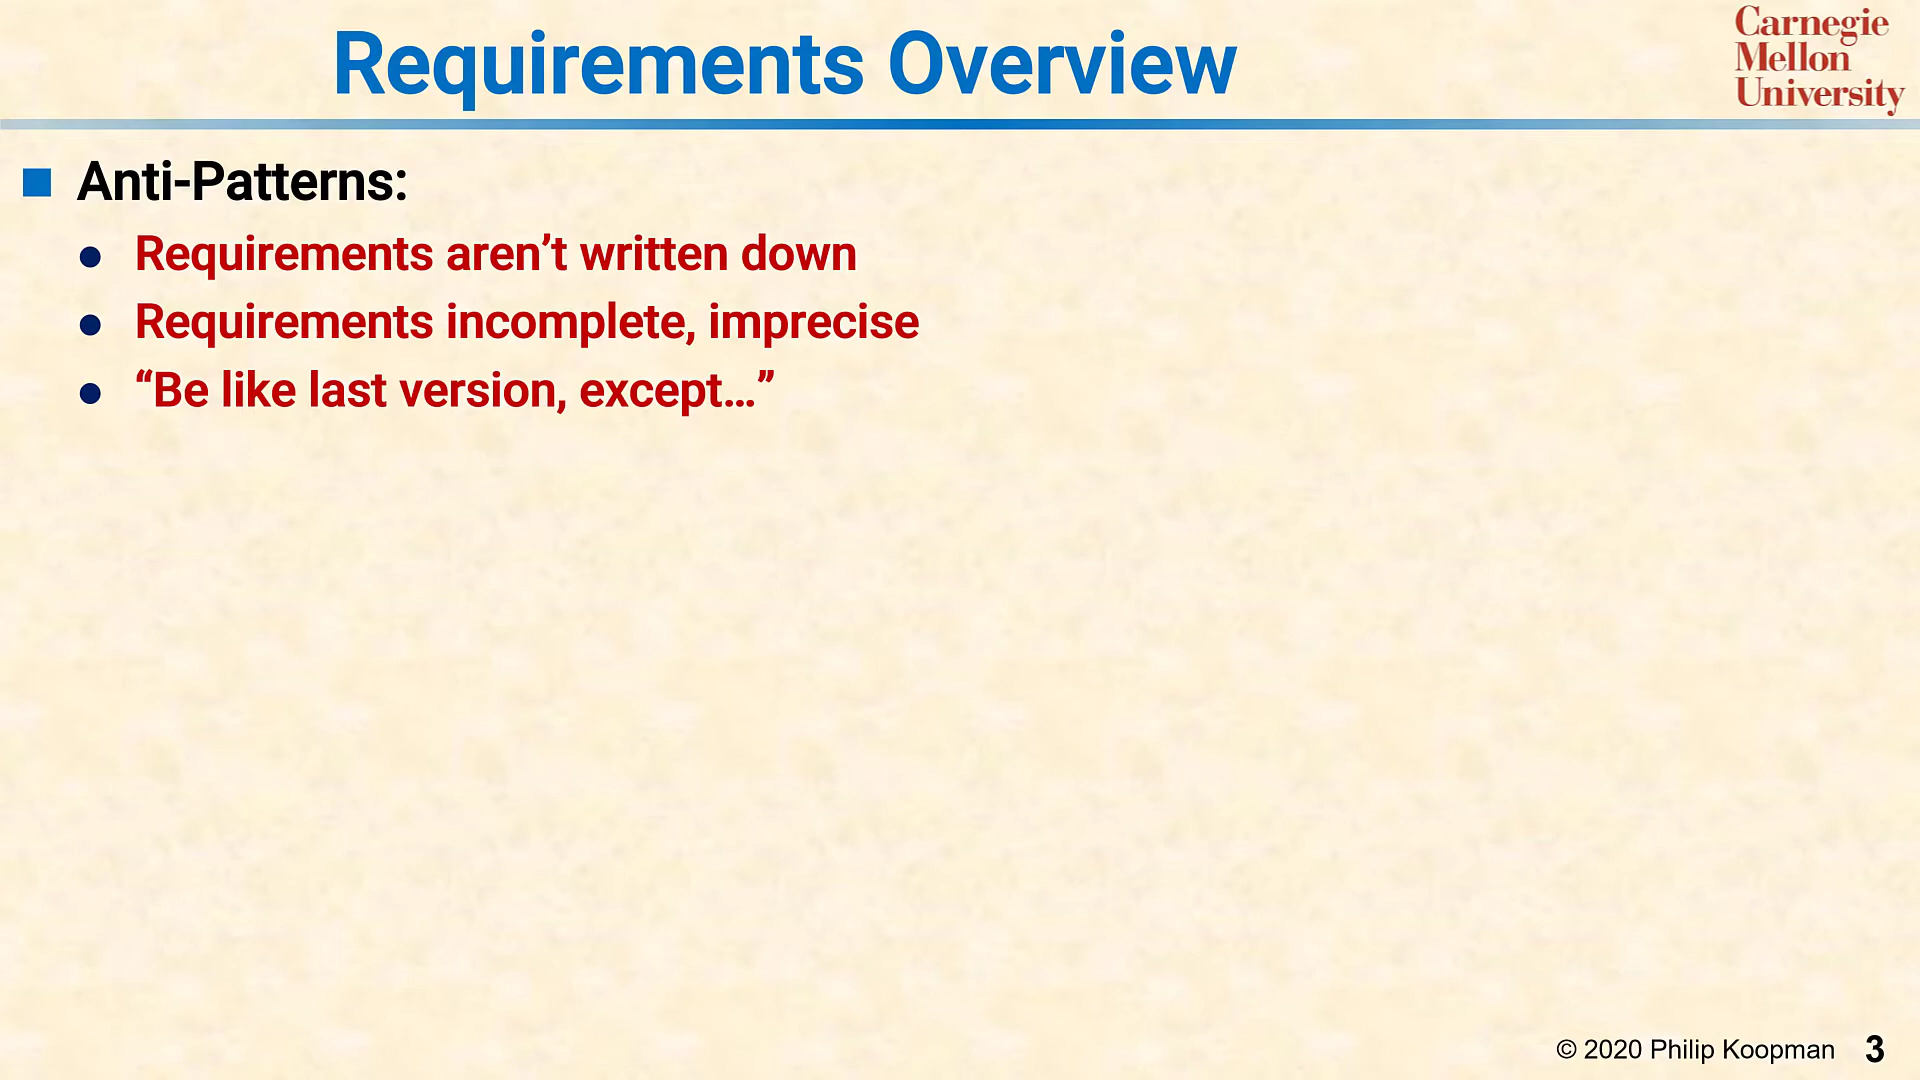 Requirements Overview
Carnegie
Mellon
University
Anti-Patterns:
Requirements aren’t written down
Requirements incomplete, imprecise
“Be like last version, except…”
© 2020 Philip Koopman 3